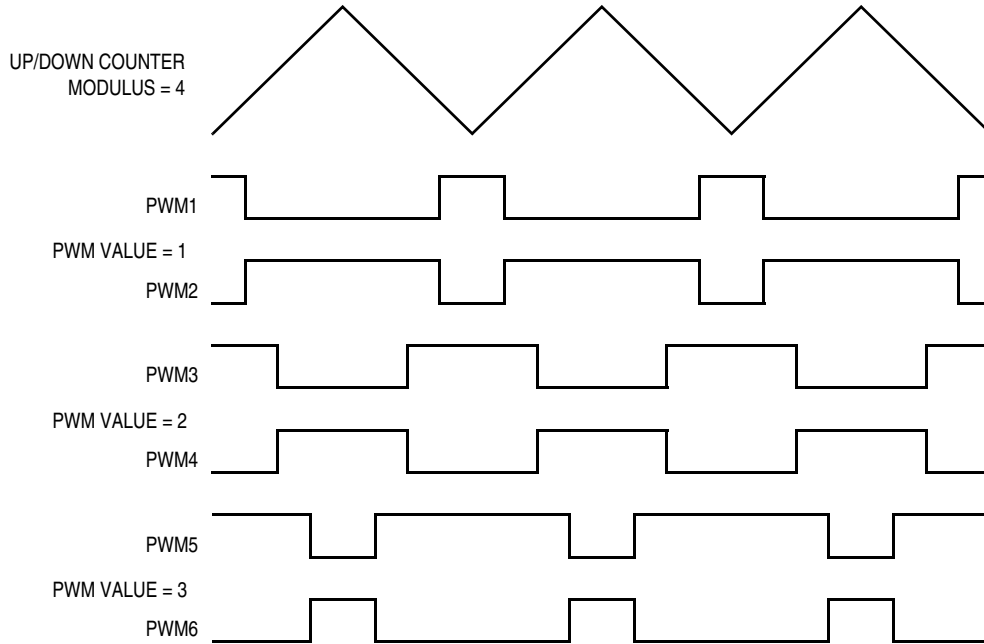 UP/DOWN COUNTER
MODULUS = 4
PWM1
PWM VALUE = 1
PWM2
PWM3
PWM VALUE = 2
PWM4
PWM5
PWM VALUE = 3
PWM6